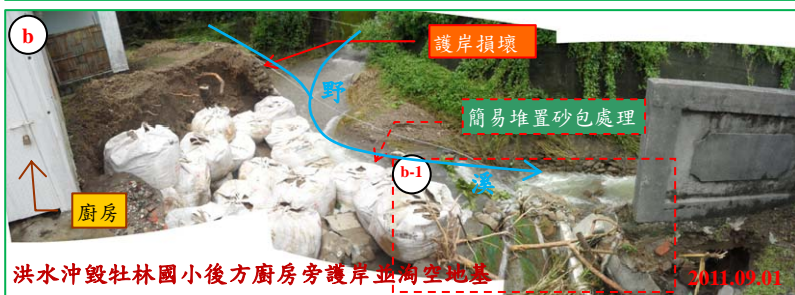 b
護岸損壞
野
簡易堆置砂包處理
b-1
溪
廚房
洪水沖毀牡林國小後方廚房旁護岸並淘空地基
2011.09.01